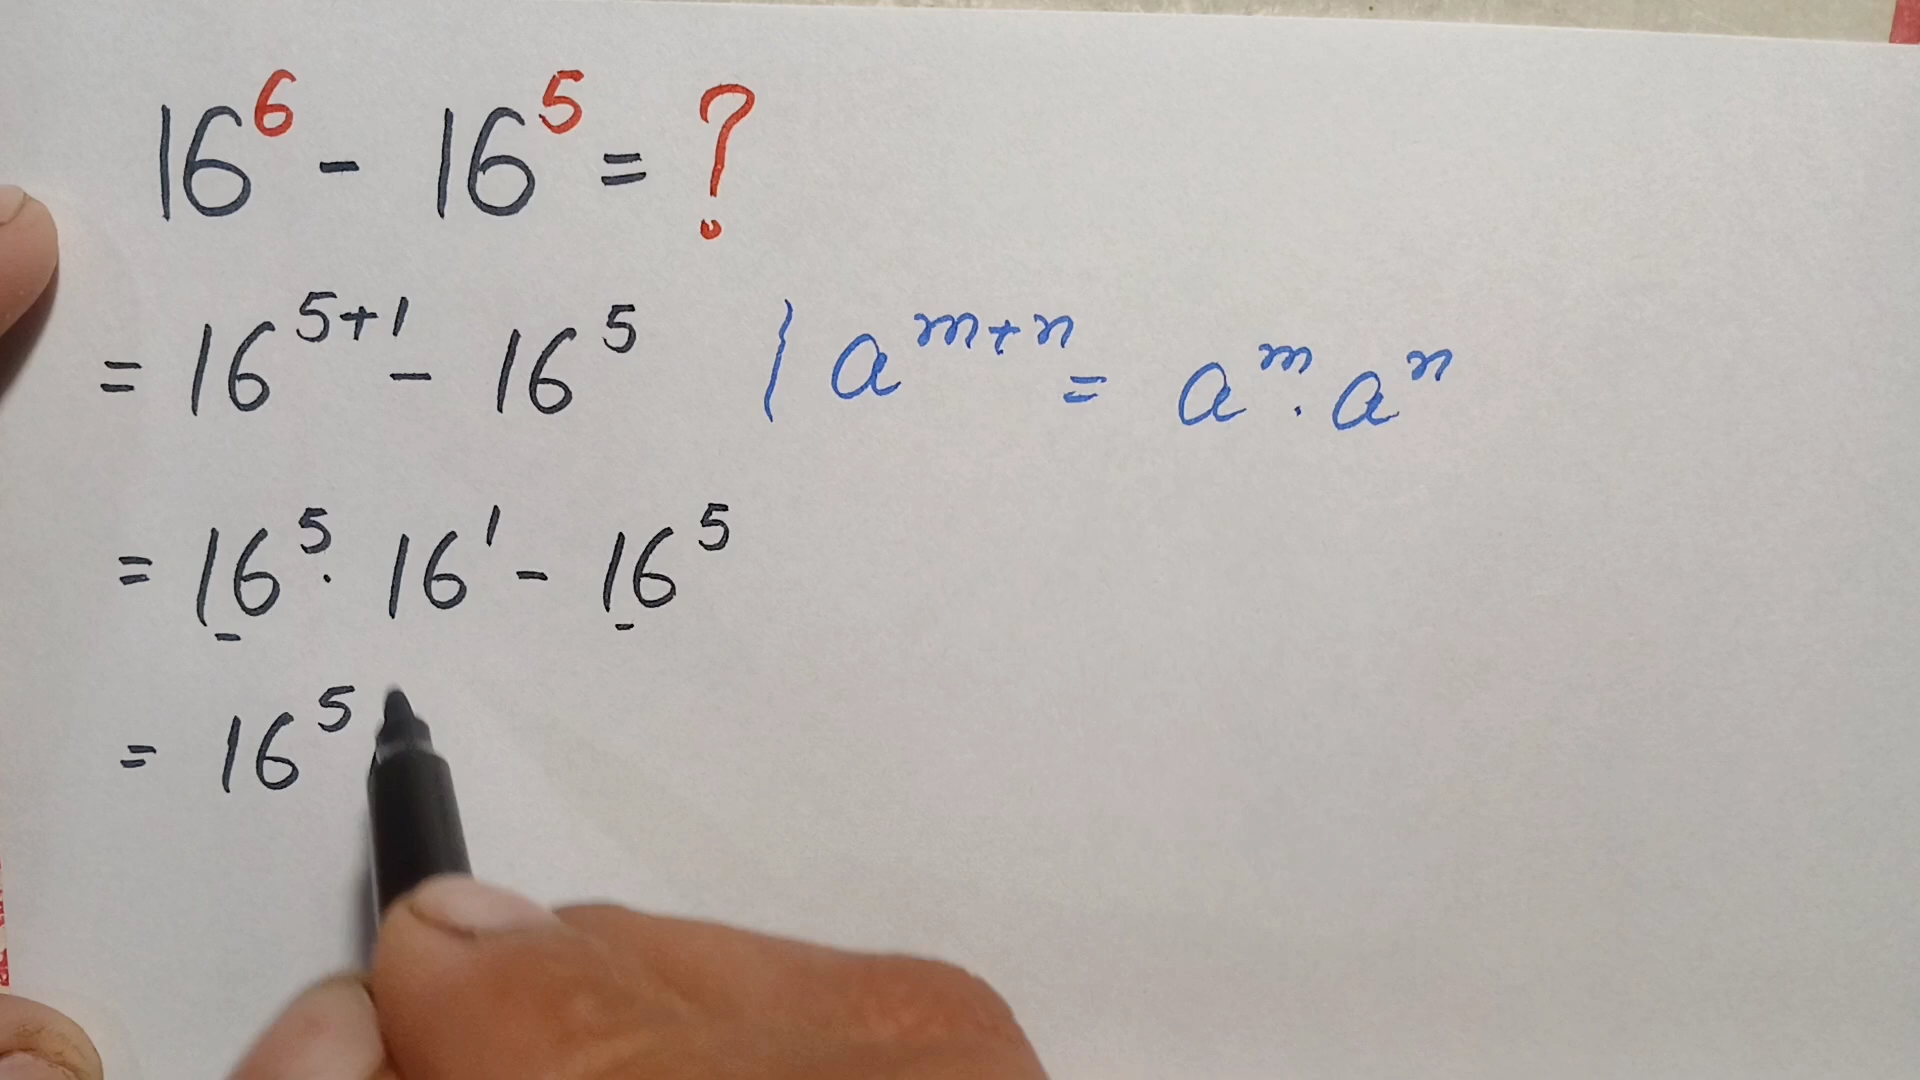 16⁶ - 16⁵ = ?
= 16⁵⁺¹ - 16⁵ | aᵐ⁺ⁿ = aᵐ . aⁿ
= 16⁵ . 16¹ - 16⁵
= 16⁵